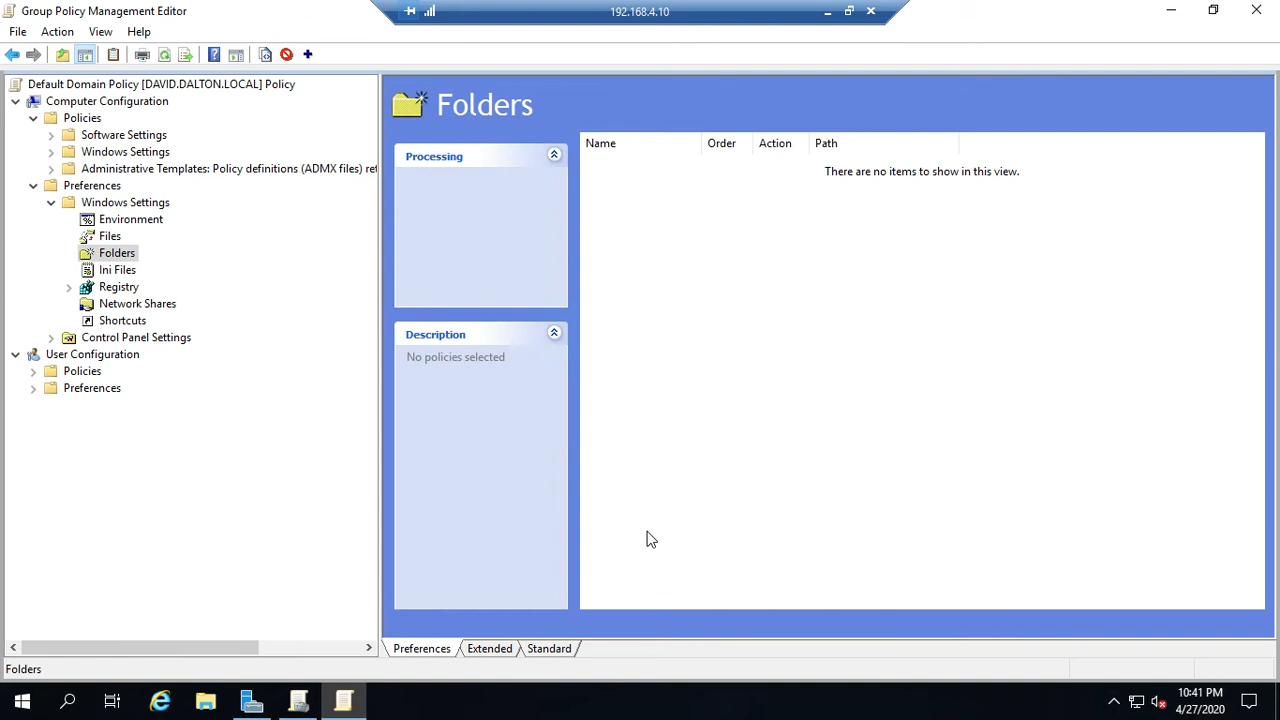 Group Policy Management Editor
192.168.4.10
File Action View Help
Default Domain Policy [DAVID.DALTON.LOCAL] Policy
Computer Configuration
Policies
Software Settings
Windows Settings
Administrative Templates: Policy definitions (ADMX files) ret
Preferences
Windows Settings
Environment
Files
Folders
Ini Files
Registry
Network Shares
Shortcuts
Control Panel Settings
User Configuration
Policies
Preferences
Folders
Processing
Description
No policies selected
Name Order Action Path
There are no items to show in this view.
Preferences Extended Standard
Folders
10:41 PM
4/27/2020